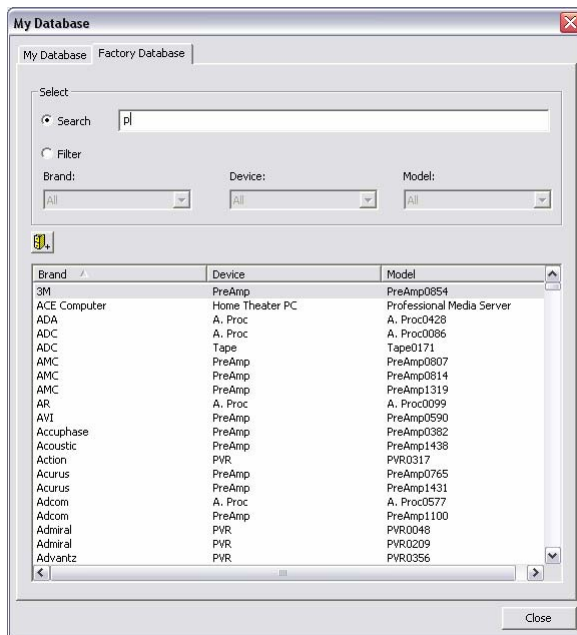 My Database
My Database Factory Database
Select
Search p
Filter
Brand: Device: Model:
All All All
Brand Device Model
3M PreAmp PreAmp0854
ACE Computer Home Theater PC Professional Media Server
ADA A. Proc A. Proc0428
ADC A. Proc A. Proc0086
ADC Tape Tape0171
AMC PreAmp PreAmp0807
AMC PreAmp PreAmp0814
AMC PreAmp PreAmp1319
AR A. Proc A. Proc0099
AVI PreAmp PreAmp0590
Accuphase PreAmp PreAmp0382
Acoustic PreAmp PreAmp1438
Action PVR PVR0317
Acurus PreAmp PreAmp0765
Acurus PreAmp PreAmp1431
Adcom A. Proc A. Proc0577
Adcom PreAmp PreAmp1100
Admiral PVR PVR0048
Admiral PVR PVR0209
Advantz PVR PVR0356
Close